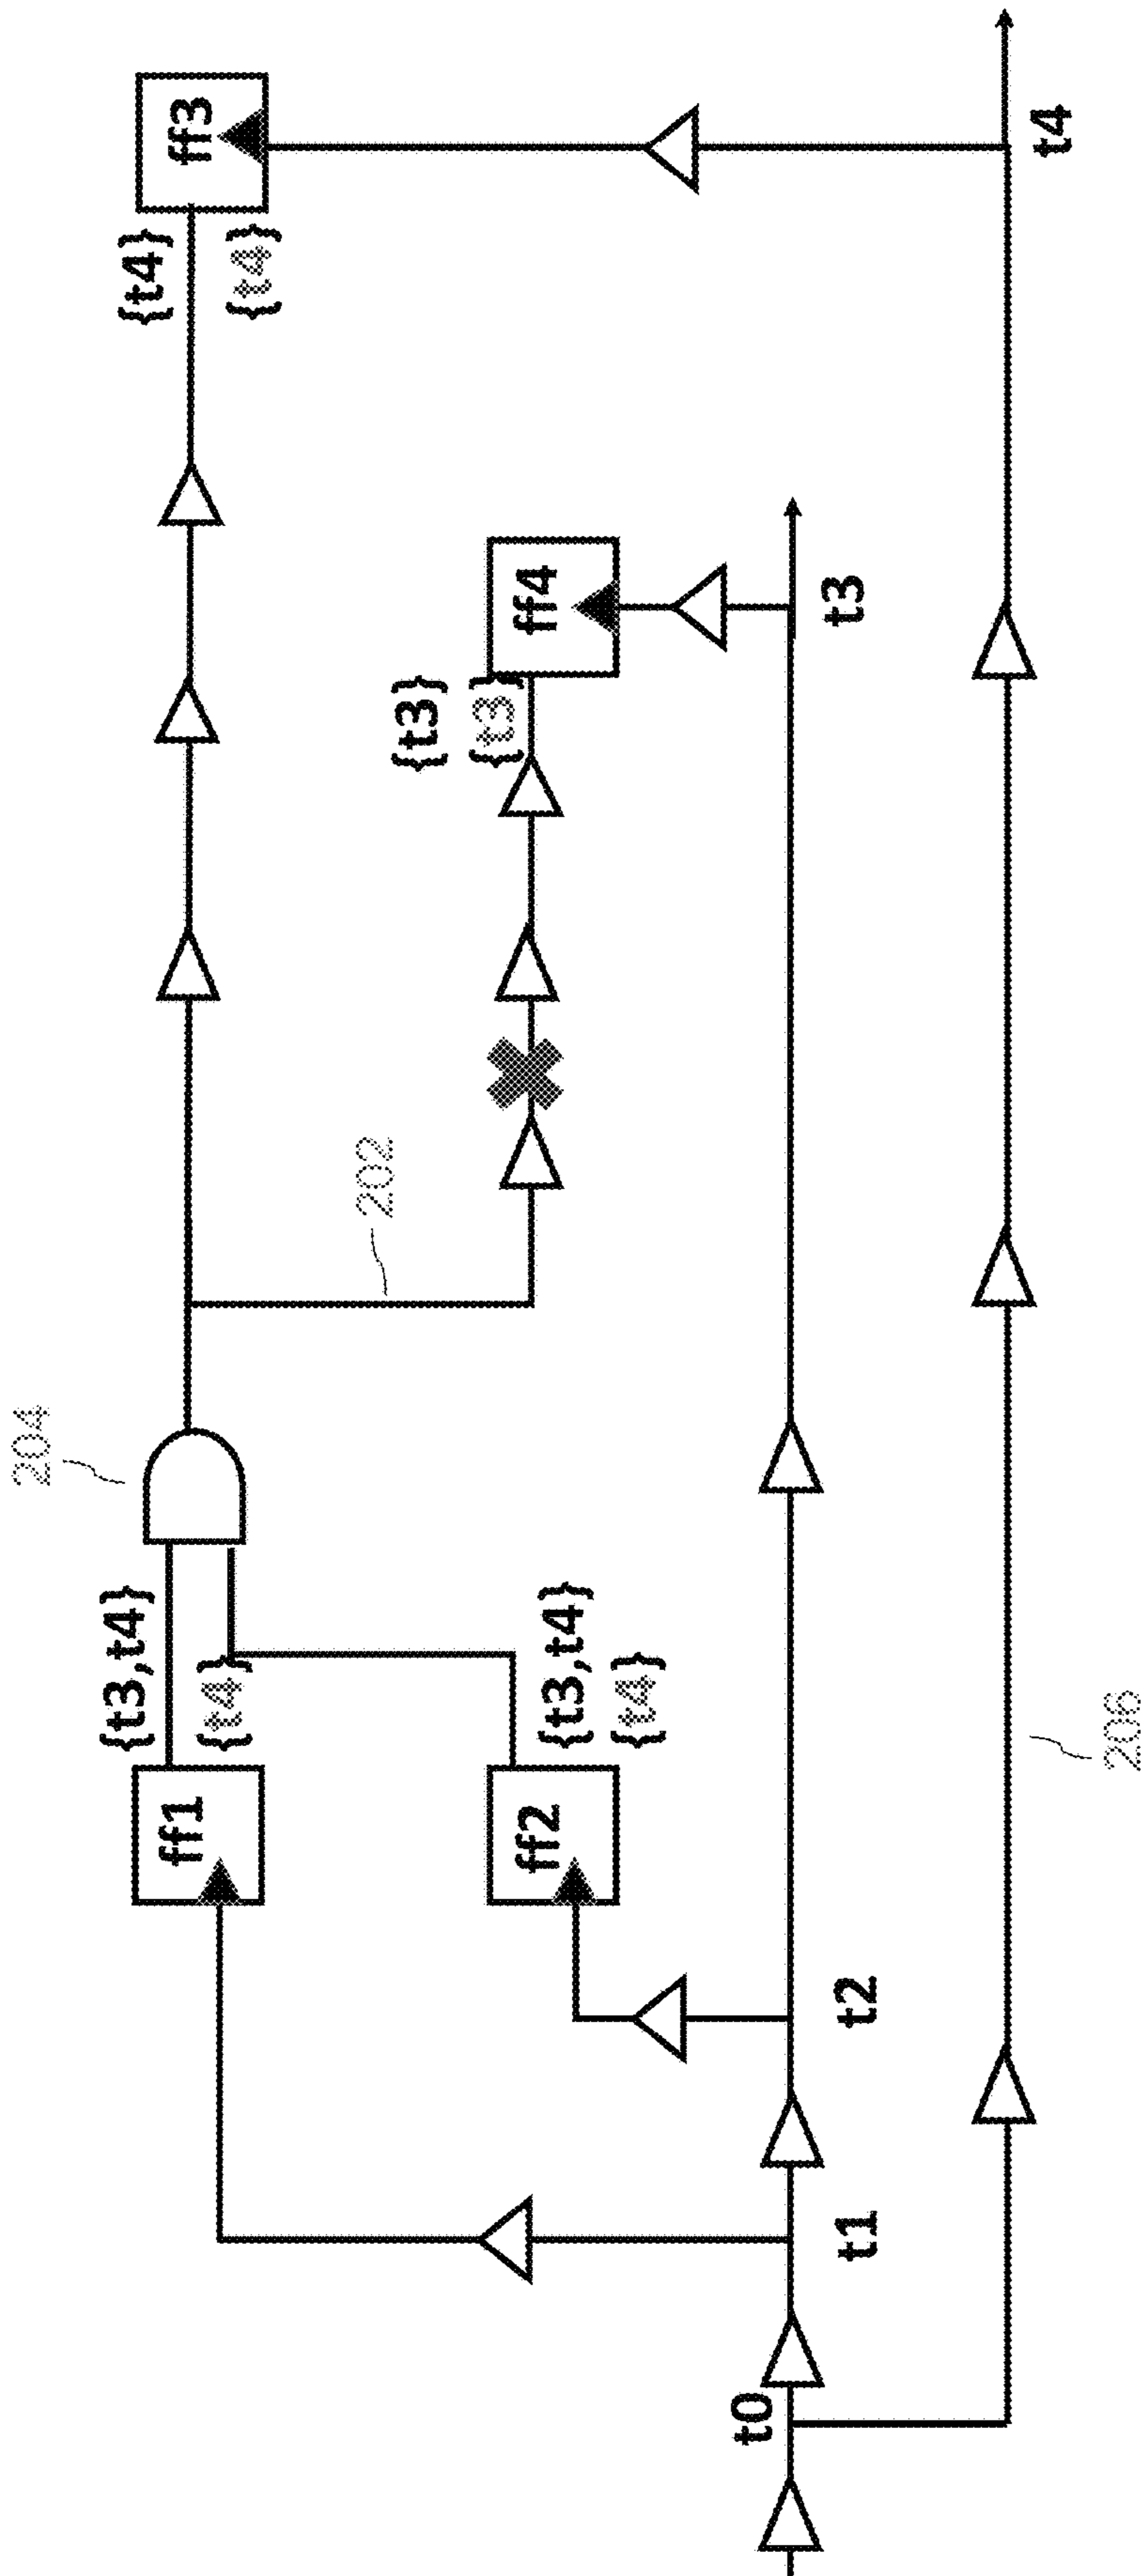 204
{t3,t4}
{t4}
ff1
{t3,t4}
{t4}
ff2
202
{t4}
{t4}
ff3
{t3}
{t3}
ff4
t0
t1
t2
t3
t4
206